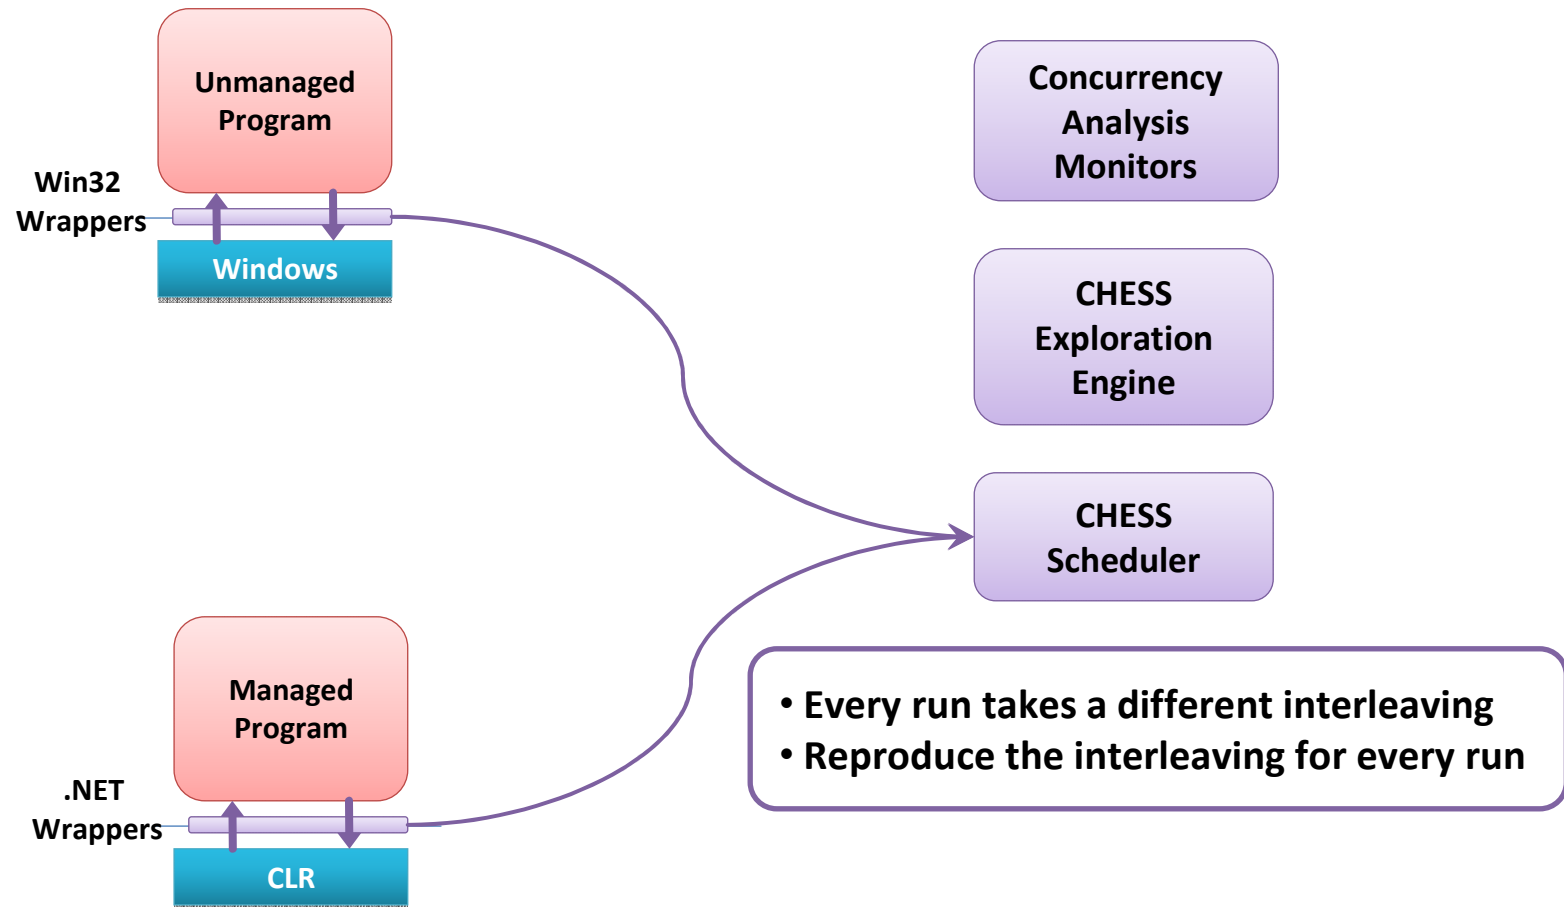 Unmanaged
Program
Win32
Wrappers
Windows
Concurrency
Analysis
Monitors
CHESS
Exploration
Engine
CHESS
Scheduler
Managed
Program
.NET
Wrappers
CLR
• Every run takes a different interleaving
• Reproduce the interleaving for every run